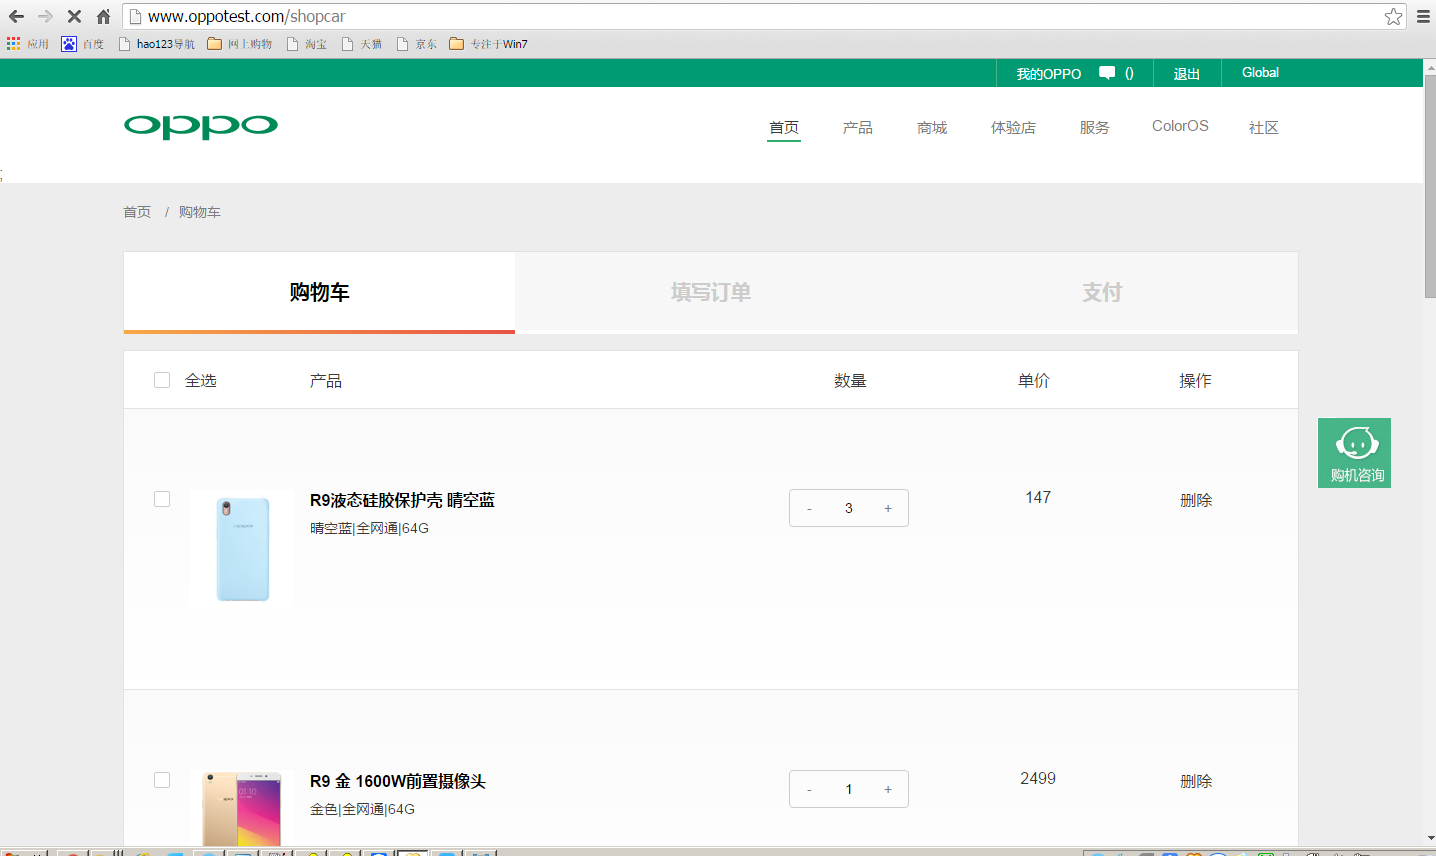 www.oppotest.com/shopcar
应用 百度 hao123导航 网上购物 淘宝 天猫 京东 专注于Win7
我的OPPO () 退出 Global
oppo 首页 产品 商城 体验店 服务 ColorOS 社区
;
首页 / 购物车
购物车 填写订单 支付
全选 产品 数量 单价 操作
R9液态硅胶保护壳 晴空蓝 - 3 + 147 删除
晴空蓝|全网通|64G
购机咨询
R9 金 1600W前置摄像头 - 1 + 2499 删除
金色|全网通|64G